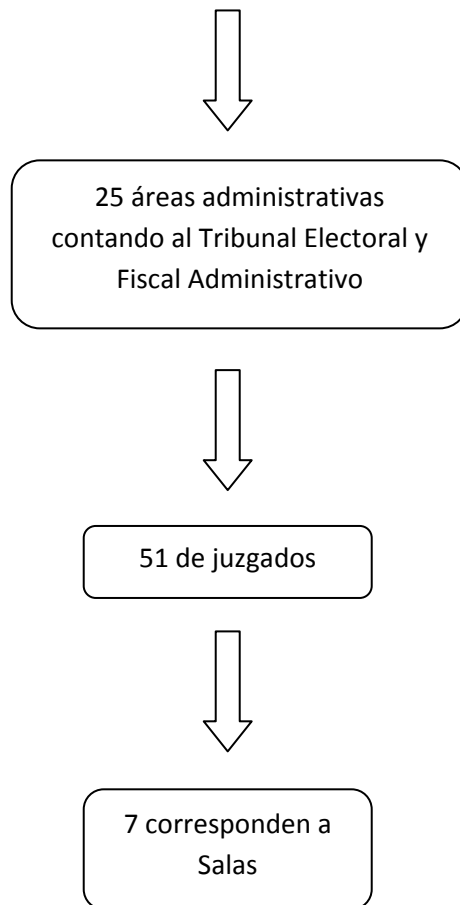 25 áreas administrativas
contando al Tribunal Electoral y
Fiscal Administrativo
51 de juzgados
7 corresponden a
Salas